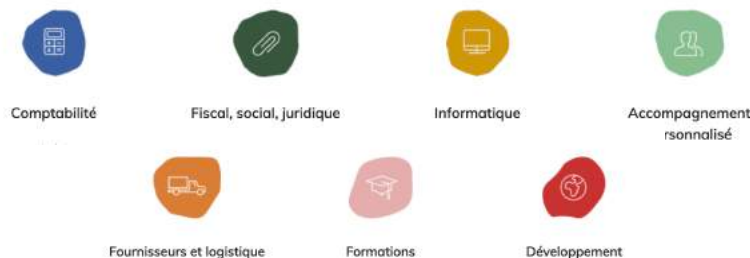 Comptabilité
Fiscal, social, juridique
Informatique
Accompagnement
rsonnalisé
Fournisseurs et logistique
Formations
Développement